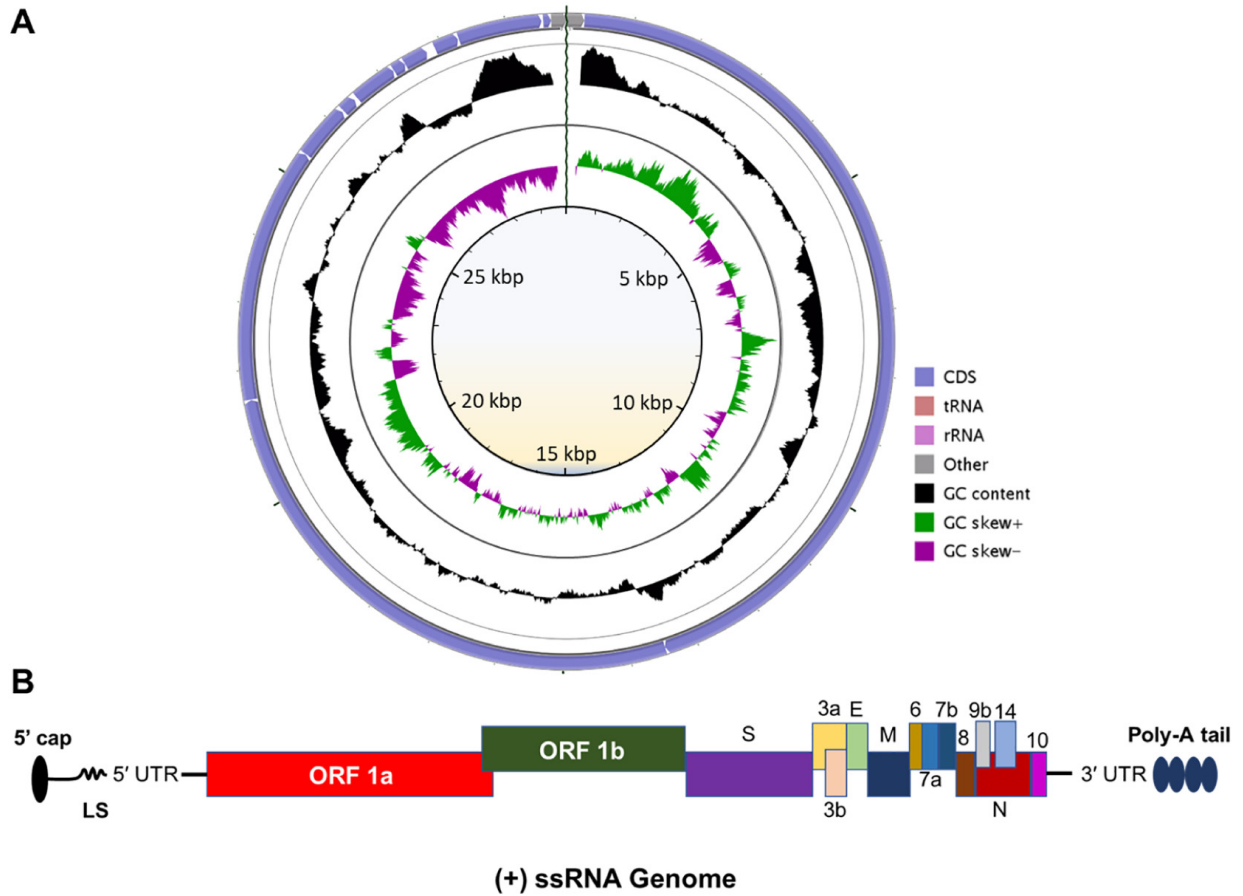 A
25 kbp
5 kbp
20 kbp
10 kbp
15 kbp
CDS
tRNA
rRNA
Other
GC content
GC skew+
GC skew-
B
5′ cap
LS
5′ UTR
ORF 1a
ORF 1b
S
3a
E
3b
M
6
7b
7a
8
9b
14
N
10
3′ UTR
Poly-A tail
(+) ssRNA Genome